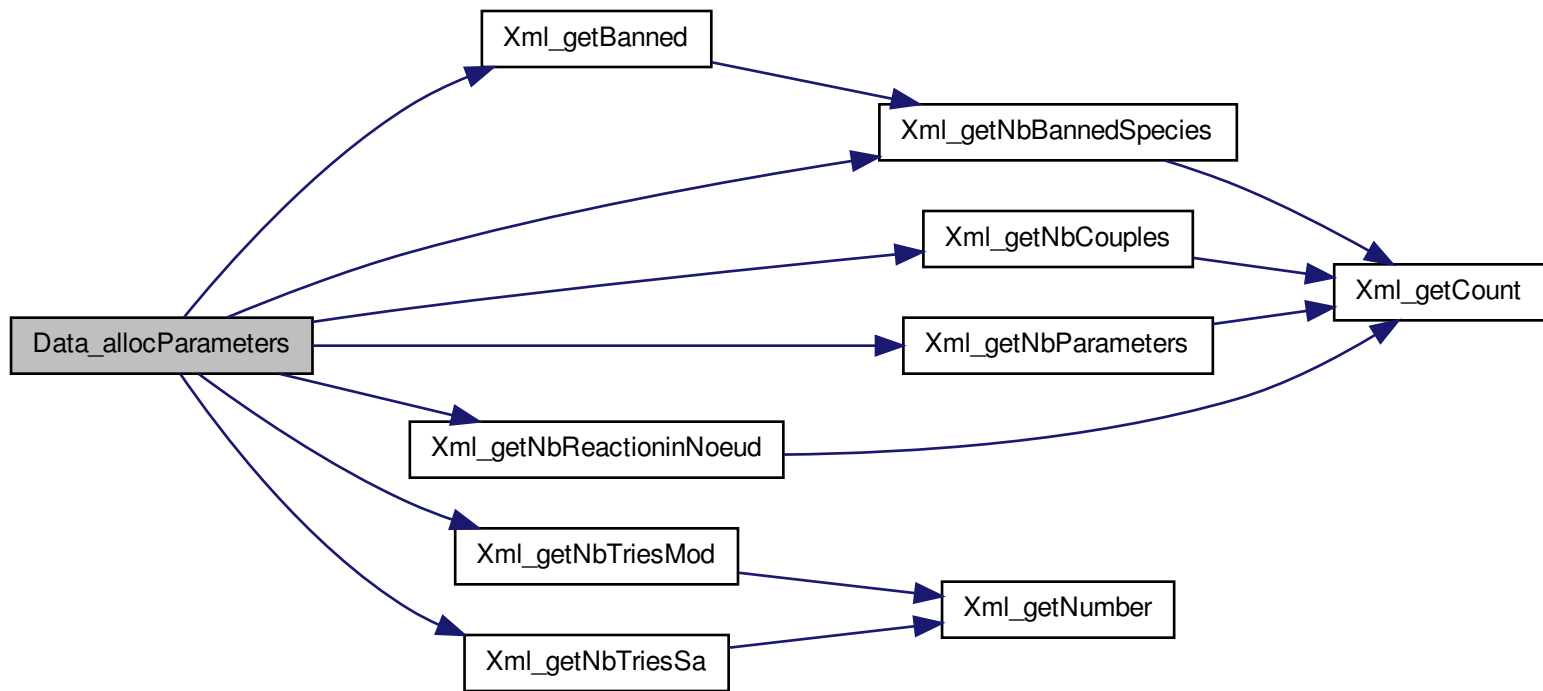 Xml_getBanned
Xml_getNbBannedSpecies
Xml_getNbCouples
Xml_getCount
Data_allocParameters
Xml_getNbParameters
Xml_getNbReactioninNoeud
Xml_getNbTriesMod
Xml_getNumber
Xml_getNbTriesSa